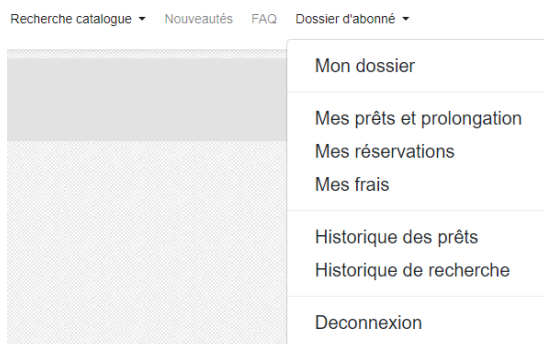 Recherche catalogue Nouveautés FAQ Dossier d'abonné
Mon dossier
Mes prêts et prolongation
Mes réservations
Mes frais
Historique des prêts
Historique de recherche
Deconnexion